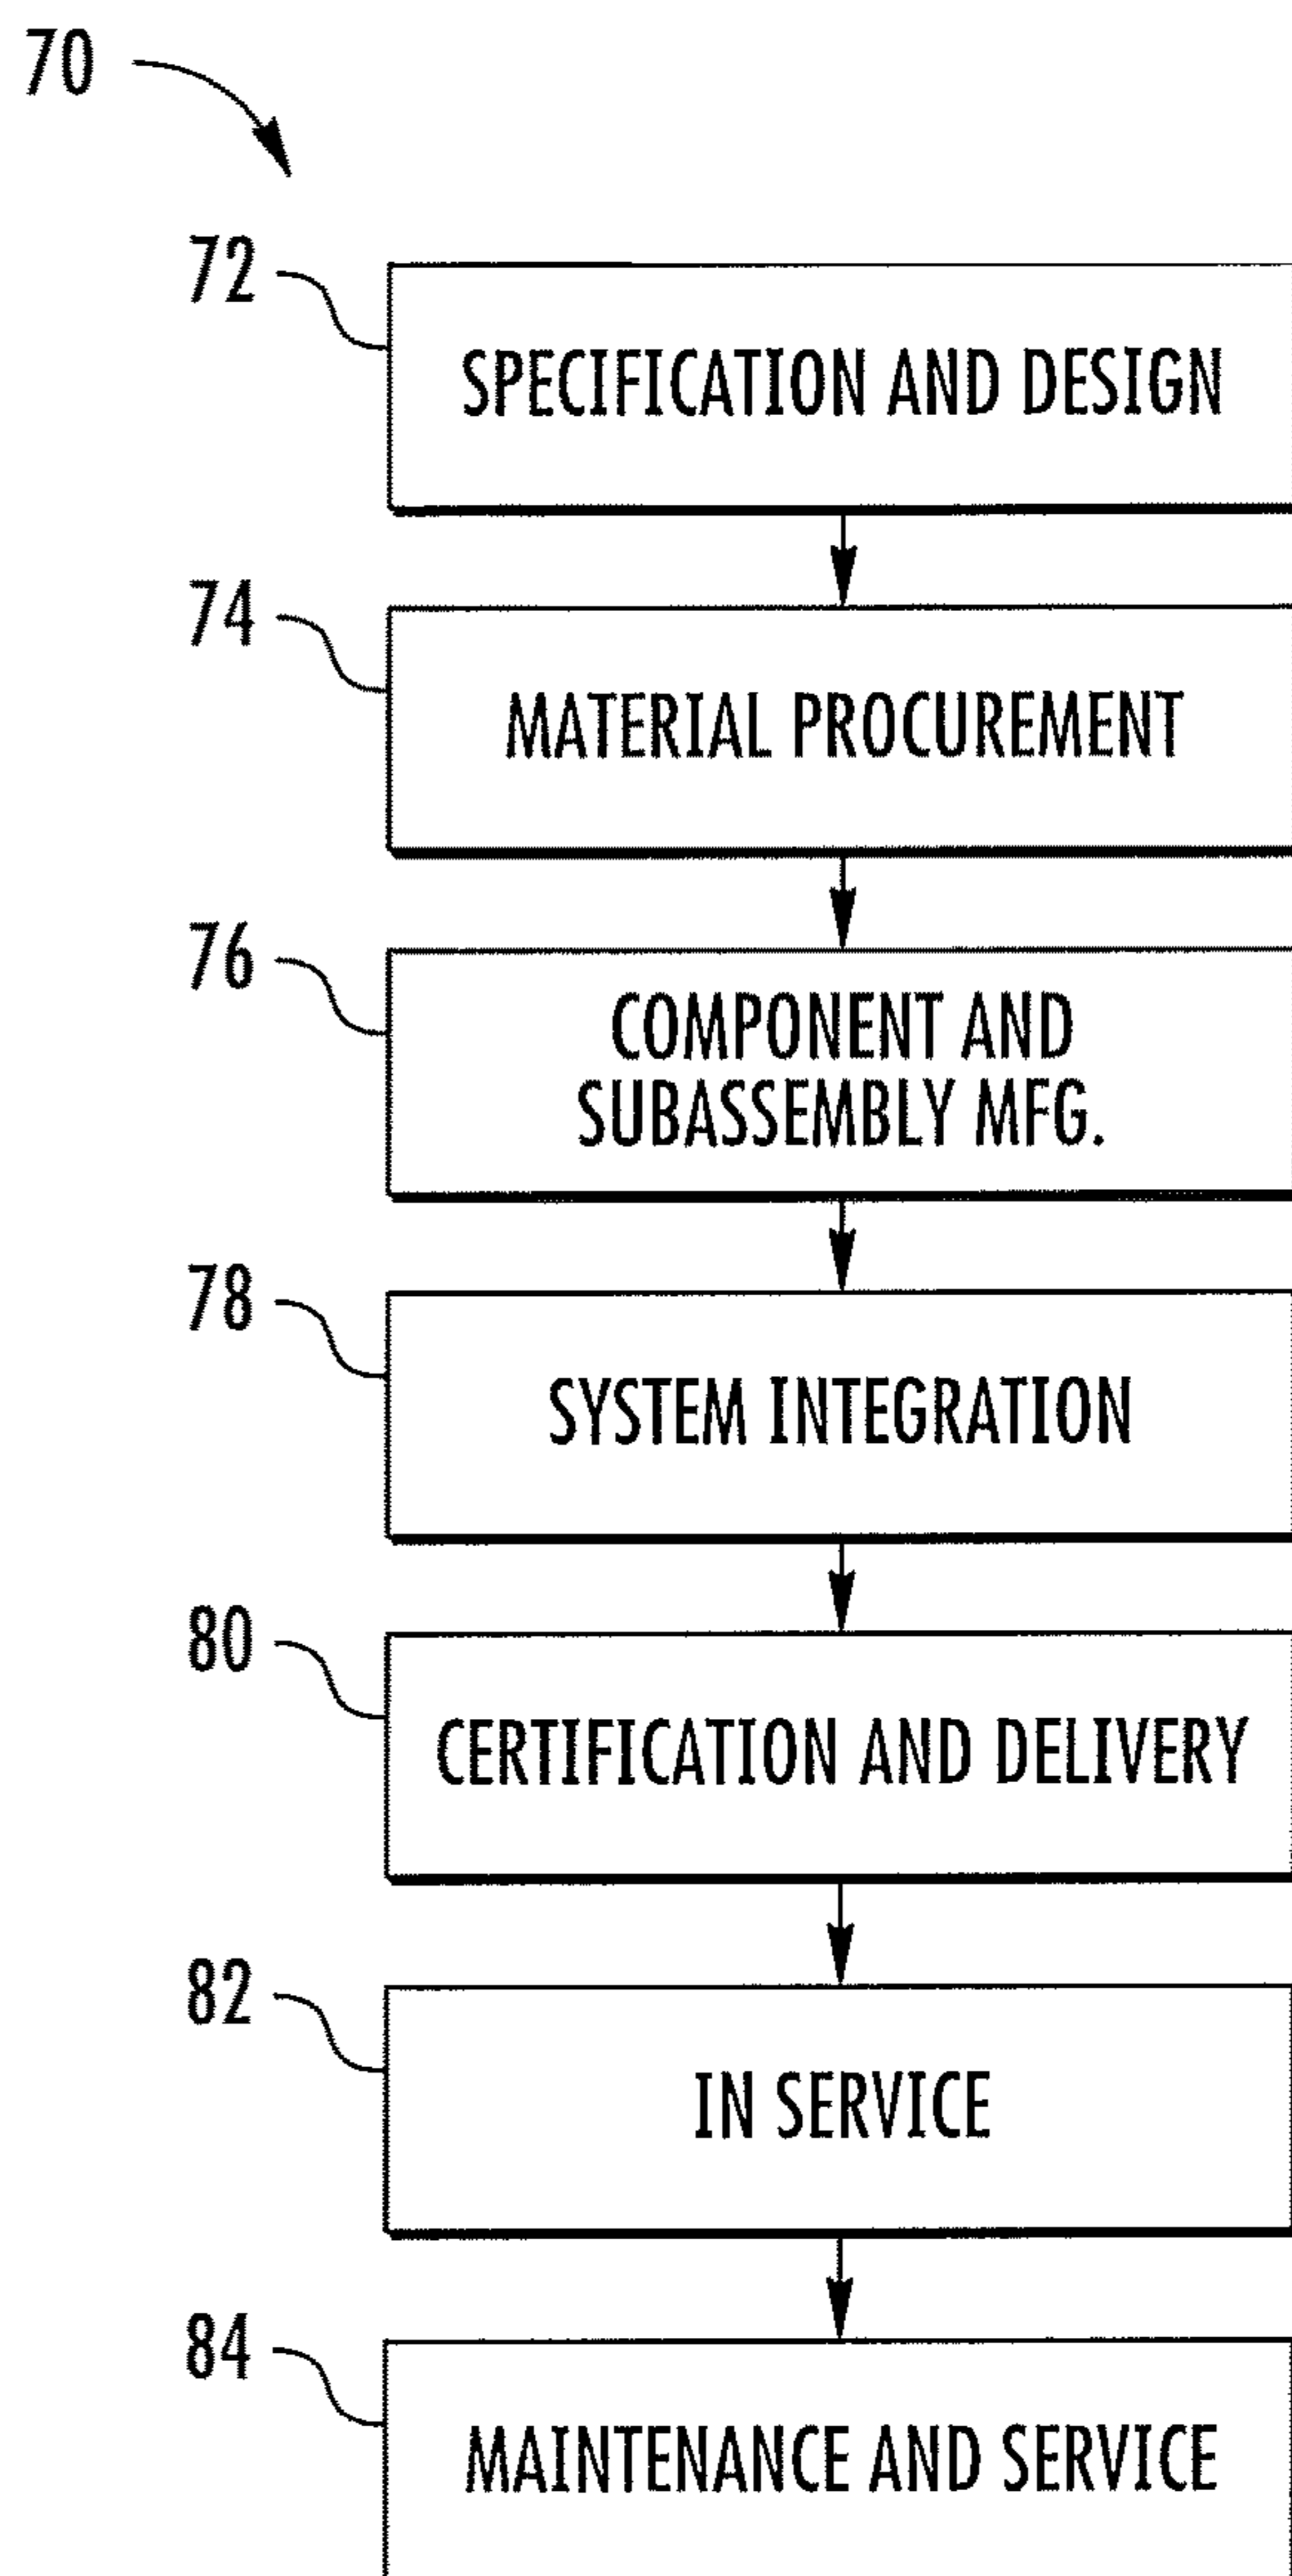 70
72
SPECIFICATION AND DESIGN
74
MATERIAL PROCUREMENT
76
COMPONENT AND
SUBASSEMBLY MFG.
78
SYSTEM INTEGRATION
80
CERTIFICATION AND DELIVERY
82
IN SERVICE
84
MAINTENANCE AND SERVICE